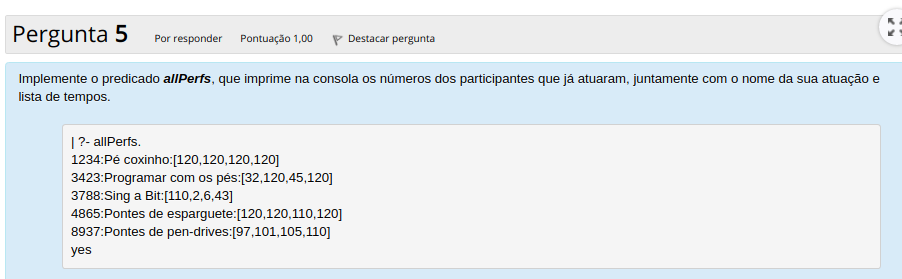 Pergunta 5 Por responder Pontuação 1,00 Destacar pergunta
Implemente o predicado allPerfs, que imprime na consola os números dos participantes que já atuaram, juntamente com o nome da sua atuação e
lista de tempos.
| ?- allPerfs.
1234:Pé coxinho:[120,120,120,120]
3423:Programar com os pés:[32,120,45,120]
3788:Sing a Bit:[110,2,6,43]
4865:Pontes de esparguete:[120,120,110,120]
8937:Pontes de pen-drives:[97,101,105,110]
yes